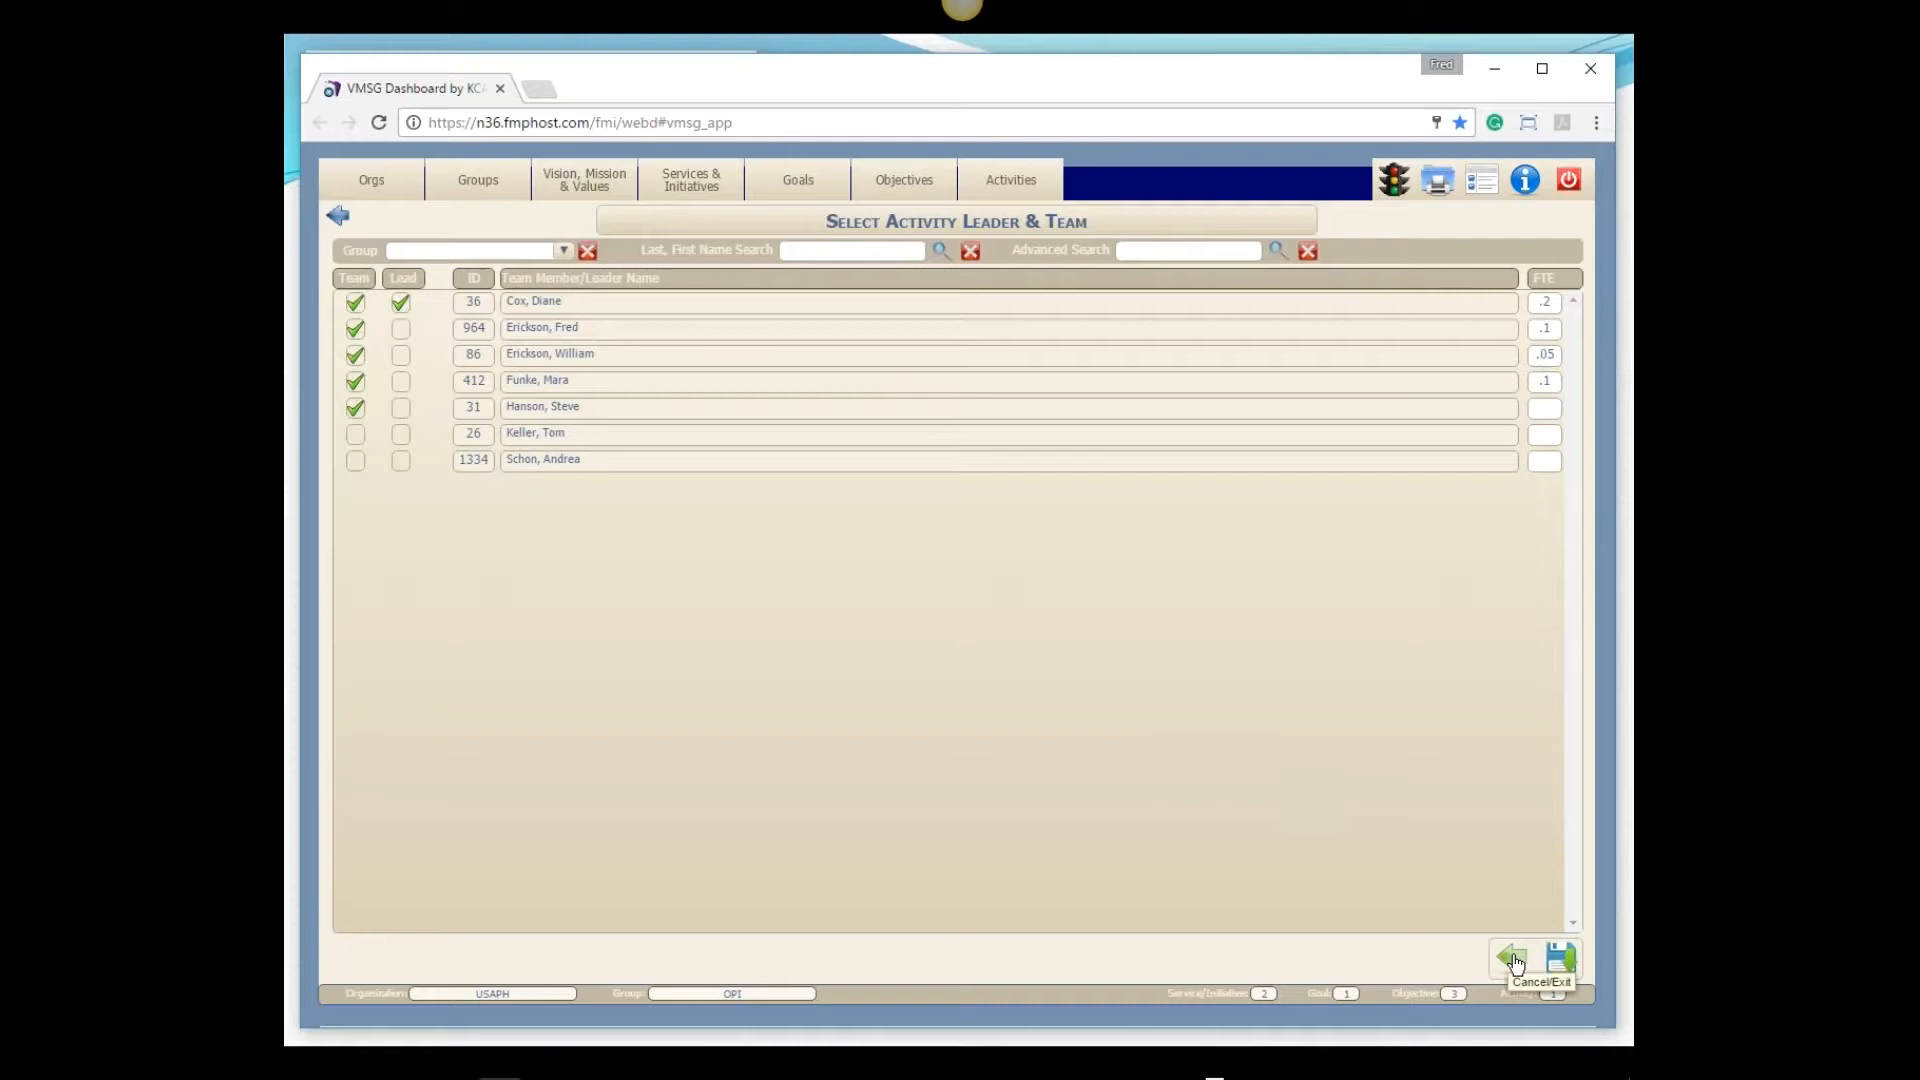 Fred
VMSG Dashboard by KC
https://n36.fmphost.com/fmi/webd#vmsg_app
Orgs Groups Vision, Mission & Values Services & Initiatives Goals Objectives Activities
Select Activity Leader & Team
Group Last, First Name Search Advanced Search
Team Lead ID Team Member/Leader Name FTE
36 Cox, Diane .2
964 Erickson, Fred .1
86 Erickson, William .05
412 Funke, Mara .1
31 Hanson, Steve
26 Keller, Tom
1334 Schon, Andrea
Cancel/Exit
Organization: USAPH Group: OPI Service/Initiative: 2 Goal: 1 Objective: 3 1